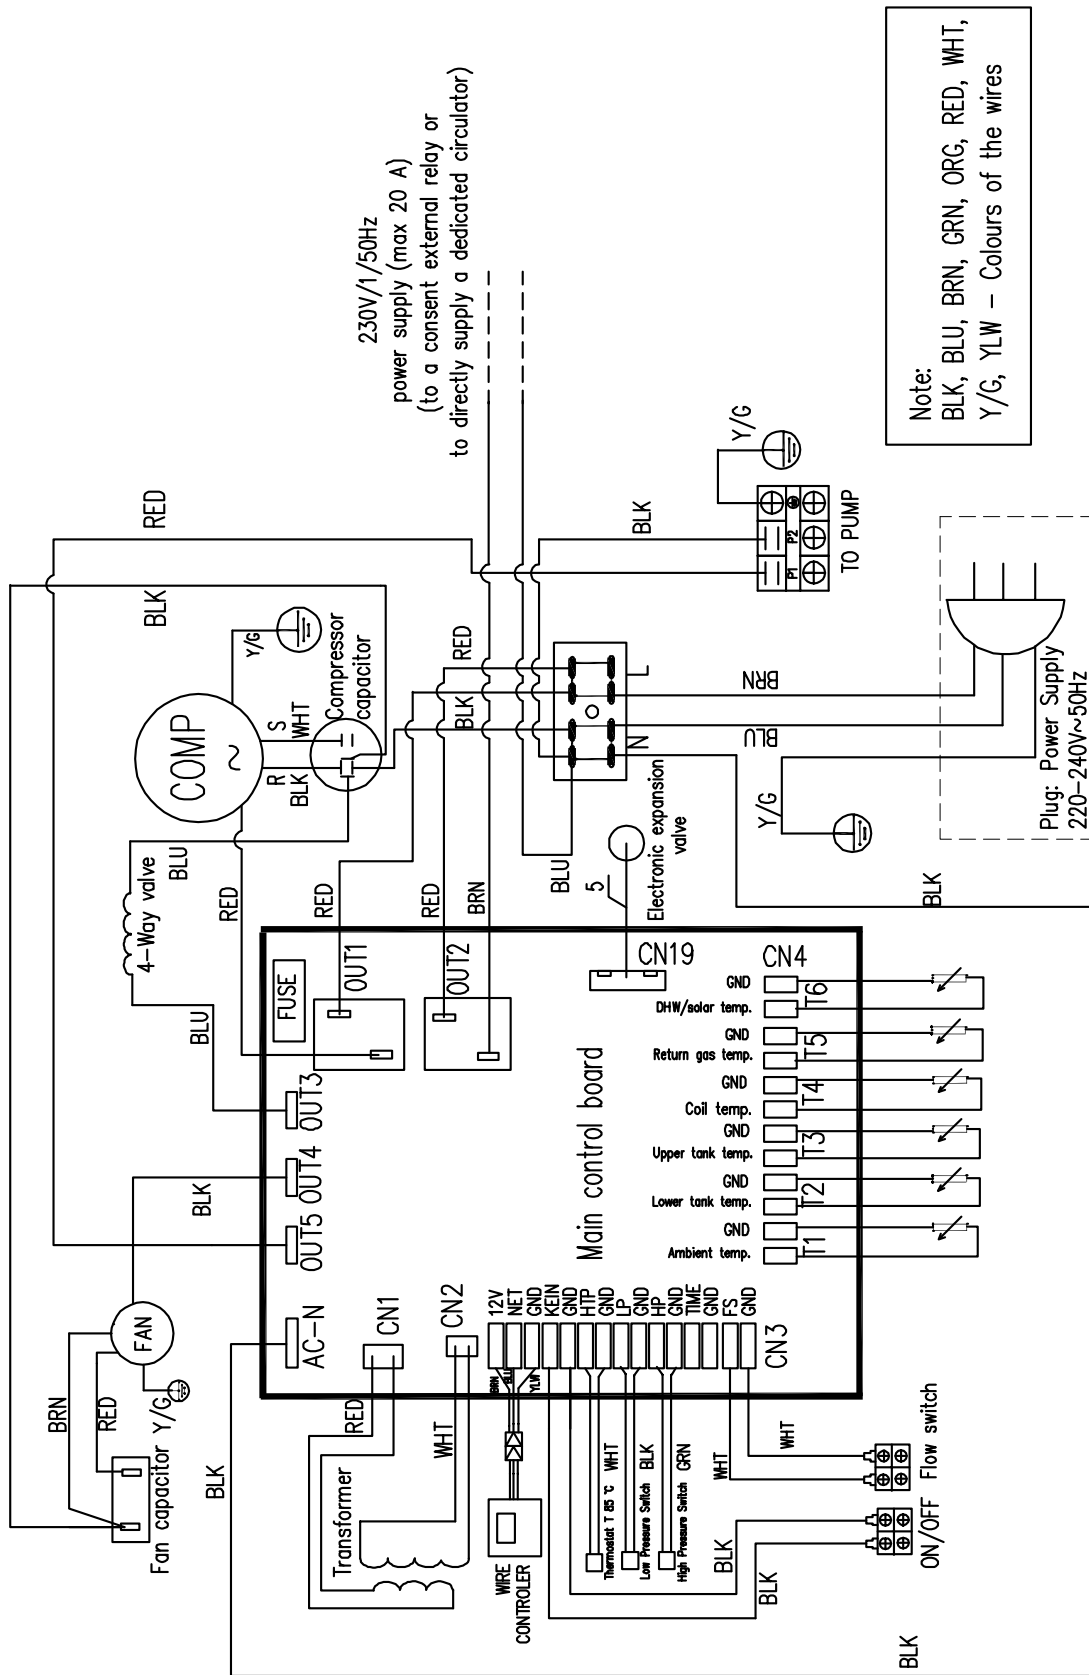 230V/1/50Hz
power supply (max 20 A)
(to a consent external relay or
to directly supply a dedicated circulator)
Note:
BLK, BLU, BRN, GRN, ORG, RED, WHT,
Y/G, YLW – Colours of the wires
RED
BLK
Y/G
COMP
~
S
WHT
R
BLK
Compressor
capacitor
4-Way valve
BLU
RED
BLU
RED
RED
BRN
RED
BLK
BLU
BLK
Y/G
P1
P2
TO PUMP
L
N
BRN
BLU
Y/G
Plug: Power Supply
220-240V~50Hz
BLK
5
Electronic expansion
valve
FUSE
OUT1
OUT2
OUT3
OUT4
OUT5
AC-N
CN1
CN2
CN19
CN4
Main control board
GND
DHW/solar temp.
T6
GND
Return gas temp.
T5
GND
Coil temp.
T4
GND
Upper tank temp.
T3
GND
Lower tank temp.
T2
GND
Ambient temp.
T1
12V
NET
GND
KEIN
GND
HTP
GND
LP
GND
HP
GND
TIME
GND
FS
GND
CN3
BLK
FAN
BRN
RED
Y/G
Fan capacitor
BLK
RED
WHT
Transformer
BRN
BLU
YLW
WIRE
CONTROLER
Thermostat T 85 ℃
WHT
Low Pressure Switch
BLK
High Pressure Switch
GRN
WHT
WHT
BLK
BLK
Flow switch
ON/OFF
BLK